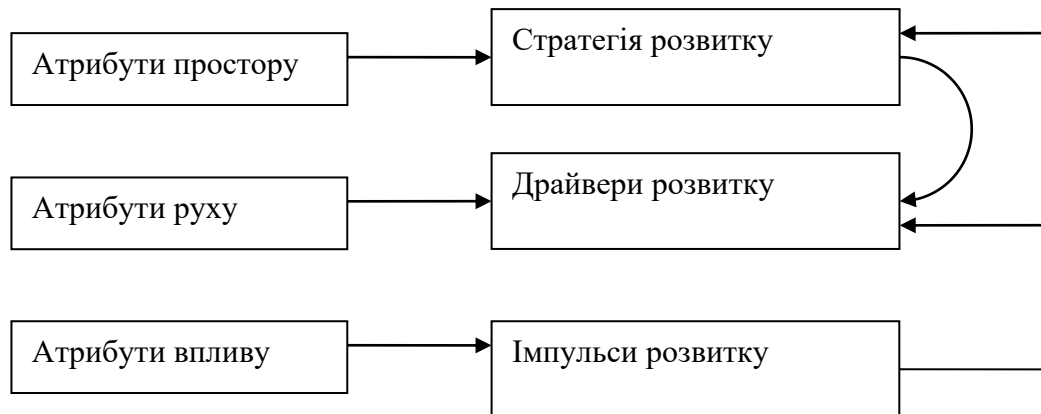 Атрибути простору
Стратегія розвитку
Атрибути руху
Драйвери розвитку
Атрибути впливу
Імпульси розвитку